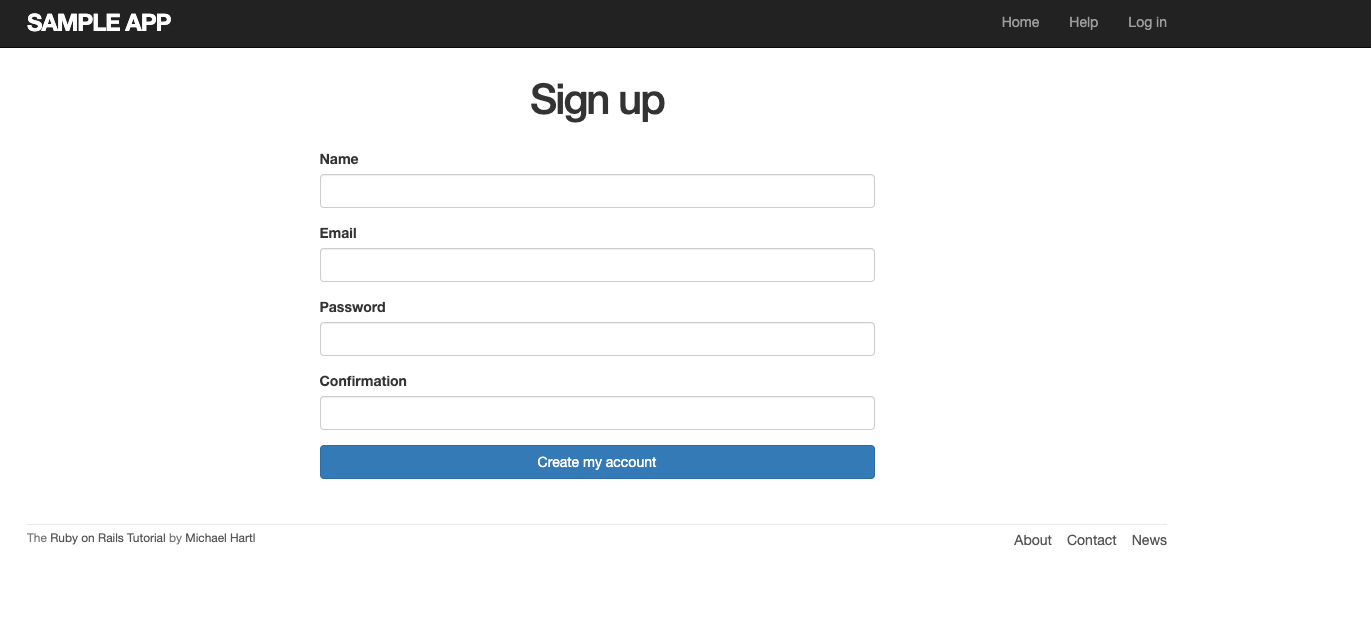 SAMPLE APP Home Help Log in
Sign up
Name
Email
Password
Confirmation
Create my account
The Ruby on Rails Tutorial by Michael Hartl About Contact News